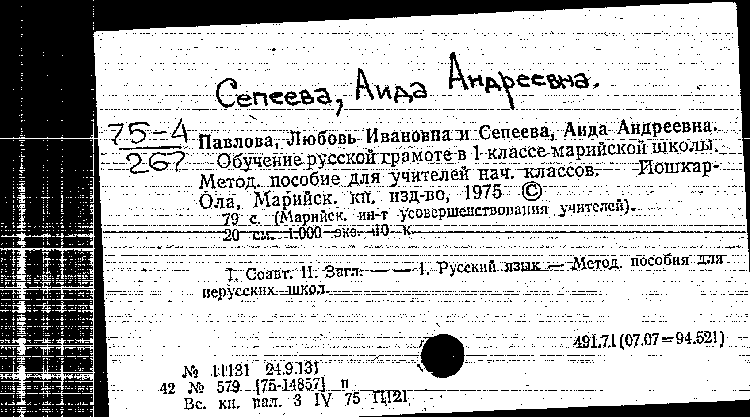 Сепеева, Аида Андреевна.
75-4
267
Павлова, Любовь Ивановна и Сепеева, Аида Андреевна.
Обучение русской грамоте в 1 классе марийской школы.
Метод. пособие для учителей нач. классов. Йошкар-
Ола, Марийск. кн. изд-во, 1975 ©
79 с. (Марийск. ин-т усовершенствования учителей).
20 см. 1.000 экз. 10 к.
I. Соавт. II. Загл. — — 1. Русский язык — Метод. пособия для
нерусских школ.
491.71 (07.07=94.521)
№ 11131 24.9.131
42 № 579 [75-14857] п
Вс. кн. пал. 3 IV 75 П121